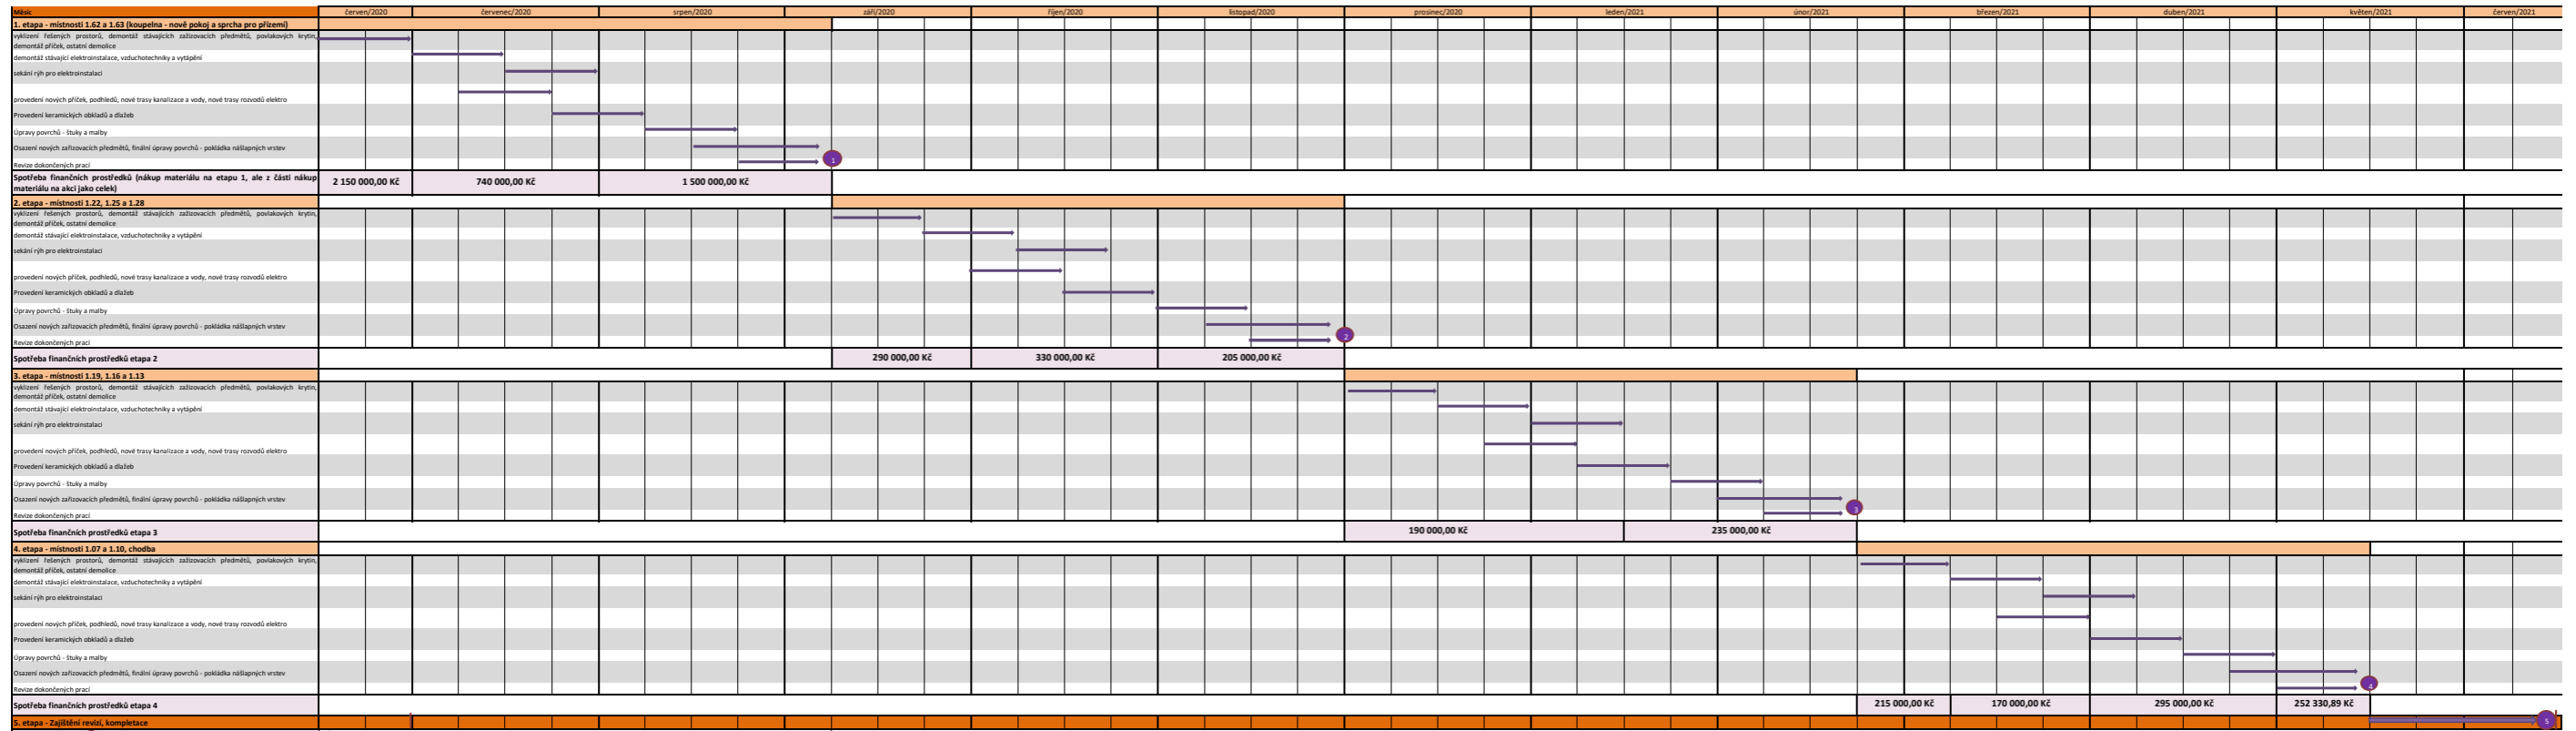 Měsíc červen/2020 červenec/2020 srpen/2020 září/2020 říjen/2020 listopad/2020 prosinec/2020 leden/2021 únor/2021 březen/2021 duben/2021 květen/2021 červen/2021
1. etapa - místnosti 1.62 a 1.63 (koupelna - nově pokoj a sprcha pro přízemí)
vyklizení řešených prostorů, demontáž stávajících zařizovacích předmětů, povlakových krytin,
demontáž příček, ostatní demolice
demontáž stávající elektroinstalace, vzduchotechniky a vytápění
sekání rýh pro elektroinstalaci
provedení nových příček, podhledů, nové trasy kanalizace a vody, nové trasy rozvodů elektro
Provedení keramických obkladů a dlažeb
Úpravy povrchů - štuky a malby
Osazení nových zařizovacích předmětů, finální úpravy povrchů - pokládka nášlapných vrstev
Revize dokončených prací
1
Spotřeba finančních prostředků (nákup materiálu na etapu 1, ale z části nákup
materiálu na akci jako celek)
2 150 000,00 Kč 740 000,00 Kč 1 500 000,00 Kč
2. etapa - místnosti 1.22, 1.25 a 1.28
vyklizení řešených prostorů, demontáž stávajících zařizovacích předmětů, povlakových krytin,
demontáž příček, ostatní demolice
demontáž stávající elektroinstalace, vzduchotechniky a vytápění
sekání rýh pro elektroinstalaci
provedení nových příček, podhledů, nové trasy kanalizace a vody, nové trasy rozvodů elektro
Provedení keramických obkladů a dlažeb
Úpravy povrchů - štuky a malby
Osazení nových zařizovacích předmětů, finální úpravy povrchů - pokládka nášlapných vrstev
2
Revize dokončených prací
Spotřeba finančních prostředků etapa 2 290 000,00 Kč 330 000,00 Kč 205 000,00 Kč
3. etapa - místnosti 1.19, 1.16 a 1.13
vyklizení řešených prostorů, demontáž stávajících zařizovacích předmětů, povlakových krytin,
demontáž příček, ostatní demolice
demontáž stávající elektroinstalace, vzduchotechniky a vytápění
sekání rýh pro elektroinstalaci
provedení nových příček, podhledů, nové trasy kanalizace a vody, nové trasy rozvodů elektro
Provedení keramických obkladů a dlažeb
Úpravy povrchů - štuky a malby
Osazení nových zařizovacích předmětů, finální úpravy povrchů - pokládka nášlapných vrstev
3
Revize dokončených prací
Spotřeba finančních prostředků etapa 3 190 000,00 Kč 235 000,00 Kč
4. etapa - místnosti 1.07 a 1.10, chodba
vyklizení řešených prostorů, demontáž stávajících zařizovacích předmětů, povlakových krytin,
demontáž příček, ostatní demolice
demontáž stávající elektroinstalace, vzduchotechniky a vytápění
sekání rýh pro elektroinstalaci
provedení nových příček, podhledů, nové trasy kanalizace a vody, nové trasy rozvodů elektro
Provedení keramických obkladů a dlažeb
Úpravy povrchů - štuky a malby
Osazení nových zařizovacích předmětů, finální úpravy povrchů - pokládka nášlapných vrstev
4
Revize dokončených prací
Spotřeba finančních prostředků etapa 4 215 000,00 Kč 170 000,00 Kč 295 000,00 Kč 252 330,89 Kč
5. etapa - Zajištění revizí, kompletace 5